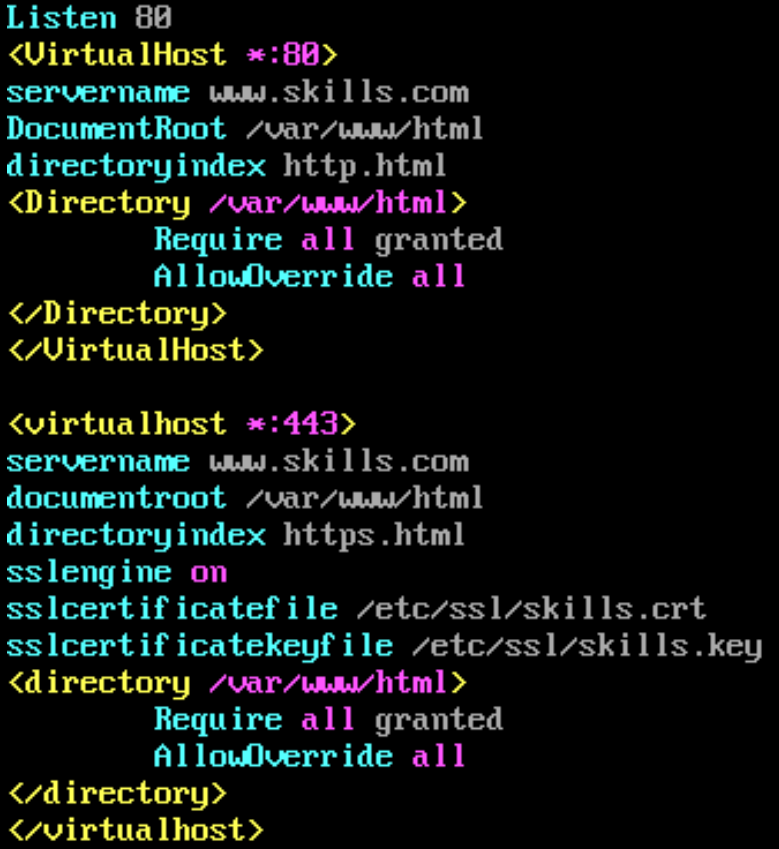 Listen 80
<VirtualHost *:80>
servername www.skills.com
DocumentRoot /var/www/html
directoryindex http.html
<Directory /var/www/html>
Require all granted
AllowOverride all
</Directory>
</VirtualHost>
<virtualhost *:443>
servername www.skills.com
documentroot /var/www/html
directoryindex https.html
sslengine on
sslcertificatefile /etc/ssl/skills.crt
sslcertificatekeyfile /etc/ssl/skills.key
<directory /var/www/html>
Require all granted
AllowOverride all
</directory>
</virtualhost>